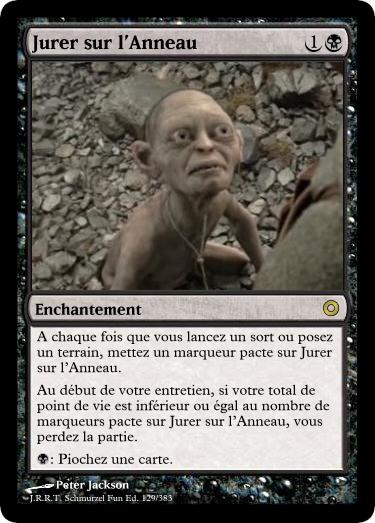 Jurer sur l'Anneau 1
Enchantement
A chaque fois que vous lancez un sort ou posez
un terrain, mettez un marqueur pacte sur Jurer
sur l'Anneau.
Au début de votre entretien, si votre total de
point de vie est inférieur ou égal au nombre de
marqueurs pacte sur Jurer sur l'Anneau, vous
perdez la partie.
: Piochez une carte.
Peter Jackson
J.R.R.T. Schmurzel Fun Ed. 129/383